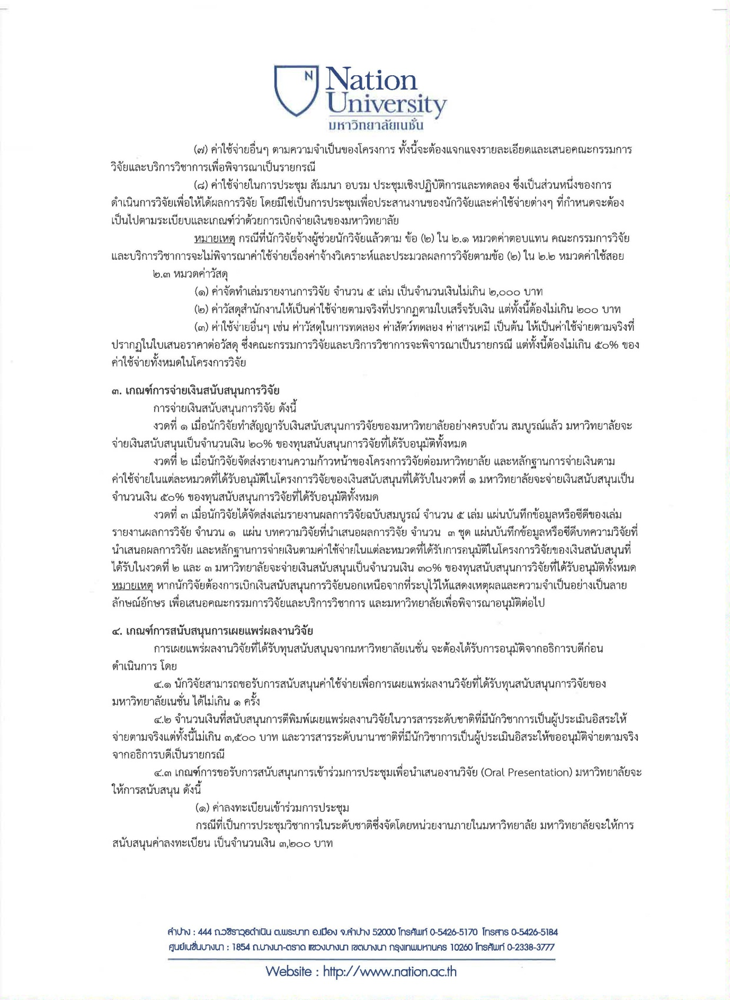 N Nation
University
มหาวิทยาลัยเนชั่น
(๗) ค่าใช้จ่ายอื่นๆ ตามความจำเป็นของโครงการ ทั้งนี้จะต้องแจกแจงรายละเอียดและเสนอคณะกรรมการ
วิจัยและบริการวิชาการเพื่อพิจารณาเป็นรายกรณี
(๘) ค่าใช้จ่ายในการประชุม สัมมนา อบรม ประชุมเชิงปฏิบัติการและทดลอง ซึ่งเป็นส่วนหนึ่งของการ
ดำเนินการวิจัยเพื่อให้ได้ผลการวิจัย โดยมิใช่เป็นการประชุมเพื่อประสานงานของนักวิจัยและค่าใช้จ่ายต่างๆ ที่กำหนดจะต้อง
เป็นไปตามระเบียบและเกณฑ์ว่าด้วยการเบิกจ่ายเงินของมหาวิทยาลัย
หมายเหตุ กรณีที่นักวิจัยจ้างผู้ช่วยนักวิจัยแล้วตาม ข้อ (๒) ใน ๒.๑ หมวดค่าตอบแทน คณะกรรมการวิจัย
และบริการวิชาการจะไม่พิจารณาค่าใช้จ่ายเรื่องค่าจ้างวิเคราะห์และประมวลผลการวิจัยตามข้อ (๒) ใน ๒.๒ หมวดค่าใช้สอย
๒.๓ หมวดค่าวัสดุ
(๑) ค่าจัดทำเล่มรายงานการวิจัย จำนวน ๕ เล่ม เป็นจำนวนเงินไม่เกิน ๒,๐๐๐ บาท
(๒) ค่าวัสดุสำนักงานให้เป็นค่าใช้จ่ายตามจริงที่ปรากฏตามใบเสร็จรับเงิน แต่ทั้งนี้ต้องไม่เกิน ๒๐๐ บาท
(๓) ค่าใช้จ่ายอื่นๆ เช่น ค่าวัสดุในการทดลอง ค่าสัตว์ทดลอง ค่าสารเคมี เป็นต้น ให้เป็นค่าใช้จ่ายตามจริงที่
ปรากฏในใบเสนอราคาต่อวัสดุ ซึ่งคณะกรรมการวิจัยและบริการวิชาการจะพิจารณาเป็นรายกรณี แต่ทั้งนี้ต้องไม่เกิน ๕๐% ของ
ค่าใช้จ่ายทั้งหมดในโครงการวิจัย
๓. เกณฑ์การจ่ายเงินสนับสนุนการวิจัย
การจ่ายเงินสนับสนุนการวิจัย ดังนี้
งวดที่ ๑ เมื่อนักวิจัยทำสัญญารับเงินสนับสนุนการวิจัยของมหาวิทยาลัยอย่างครบถ้วน สมบูรณ์แล้ว มหาวิทยาลัยจะ
จ่ายเงินสนับสนุนเป็นจำนวนเงิน ๒๐% ของทุนสนับสนุนการวิจัยที่ได้รับอนุมัติทั้งหมด
งวดที่ ๒ เมื่อนักวิจัยจัดส่งรายงานความก้าวหน้าของโครงการวิจัยต่อมหาวิทยาลัย และหลักฐานการจ่ายเงินตาม
ค่าใช้จ่ายในแต่ละหมวดที่ได้รับอนุมัติในโครงการวิจัยของเงินสนับสนุนที่ได้รับในงวดที่ ๑ มหาวิทยาลัยจะจ่ายเงินสนับสนุนเป็น
จำนวนเงิน ๕๐% ของทุนสนับสนุนการวิจัยที่ได้รับอนุมัติทั้งหมด
งวดที่ ๓ เมื่อนักวิจัยได้จัดส่งเล่มรายงานผลการวิจัยฉบับสมบูรณ์ จำนวน ๕ เล่ม แผ่นบันทึกข้อมูลหรือซีดีของเล่ม
รายงานผลการวิจัย จำนวน ๑ แผ่น บทความวิจัยที่นำเสนอผลการวิจัย จำนวน ๓ ชุด แผ่นบันทึกข้อมูลหรือซีดีบทความวิจัยที่
นำเสนอผลการวิจัย และหลักฐานการจ่ายเงินตามค่าใช้จ่ายในแต่ละหมวดที่ได้รับการอนุมัติในโครงการวิจัยของเงินสนับสนุนที่
ได้รับในงวดที่ ๒ และ ๓ มหาวิทยาลัยจะจ่ายเงินสนับสนุนเป็นจำนวนเงิน ๓๐% ของทุนสนับสนุนการวิจัยที่ได้รับอนุมัติทั้งหมด
หมายเหตุ หากนักวิจัยต้องการเบิกเงินสนับสนุนการวิจัยนอกเหนือจากที่ระบุไว้ให้แสดงเหตุผลและความจำเป็นอย่างเป็นลาย
ลักษณ์อักษร เพื่อเสนอคณะกรรมการวิจัยและบริการวิชาการ และมหาวิทยาลัยเพื่อพิจารณาอนุมัติต่อไป
๔. เกณฑ์การสนับสนุนการเผยแพร่ผลงานวิจัย
การเผยแพร่ผลงานวิจัยที่ได้รับทุนสนับสนุนจากมหาวิทยาลัยเนชั่น จะต้องได้รับการอนุมัติจากอธิการบดีก่อน
ดำเนินการ โดย
๔.๑ นักวิจัยสามารถขอรับการสนับสนุนค่าใช้จ่ายเพื่อการเผยแพร่ผลงานวิจัยที่ได้รับทุนสนับสนุนการวิจัยของ
มหาวิทยาลัยเนชั่น ได้ไม่เกิน ๑ ครั้ง
๔.๒ จำนวนเงินที่สนับสนุนการตีพิมพ์เผยแพร่ผลงานวิจัยในวารสารระดับชาติที่มีนักวิชาการเป็นผู้ประเมินอิสระให้
จ่ายตามจริงแต่ทั้งนี้ไม่เกิน ๓,๕๐๐ บาท และวารสารระดับนานาชาติที่มีนักวิชาการเป็นผู้ประเมินอิสระให้ขออนุมัติจ่ายตามจริง
จากอธิการบดีเป็นรายกรณี
๔.๓ เกณฑ์การขอรับการสนับสนุนการเข้าร่วมการประชุมเพื่อนำเสนองานวิจัย (Oral Presentation) มหาวิทยาลัยจะ
ให้การสนับสนุน ดังนี้
(๑) ค่าลงทะเบียนเข้าร่วมการประชุม
กรณีที่เป็นการประชุมวิชาการในระดับชาติซึ่งจัดโดยหน่วยงานภายในมหาวิทยาลัย มหาวิทยาลัยจะให้การ
สนับสนุนค่าลงทะเบียน เป็นจำนวนเงิน ๓,๒๐๐ บาท
ลำปาง : 444 ถ.วชิราวุธดำเนิน ต.พระบาท อ.เมือง จ.ลำปาง 52000 โทรศัพท์ 0-5426-5170 โทรสาร 0-5426-5184
ศูนย์เนชั่นบางนา : 1854 ถ.บางนา-ตราด แขวงบางนา เขตบางนา กรุงเทพมหานคร 10260 โทรศัพท์ 0-2338-3777
Website : http://www.nation.ac.th